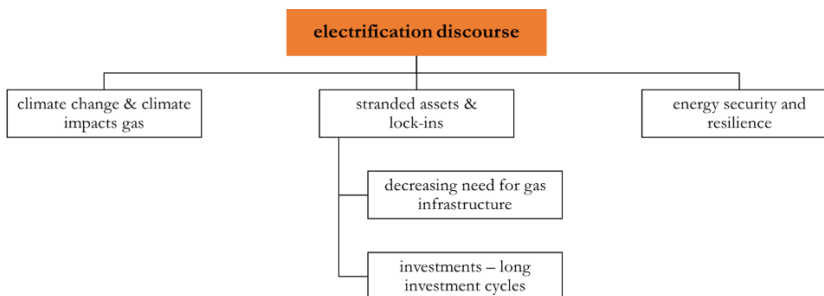 electrification discourse
climate change & climate
impacts gas
stranded assets &
lock-ins
energy security and
resilience
decreasing need for gas
infrastructure
investments – long
investment cycles